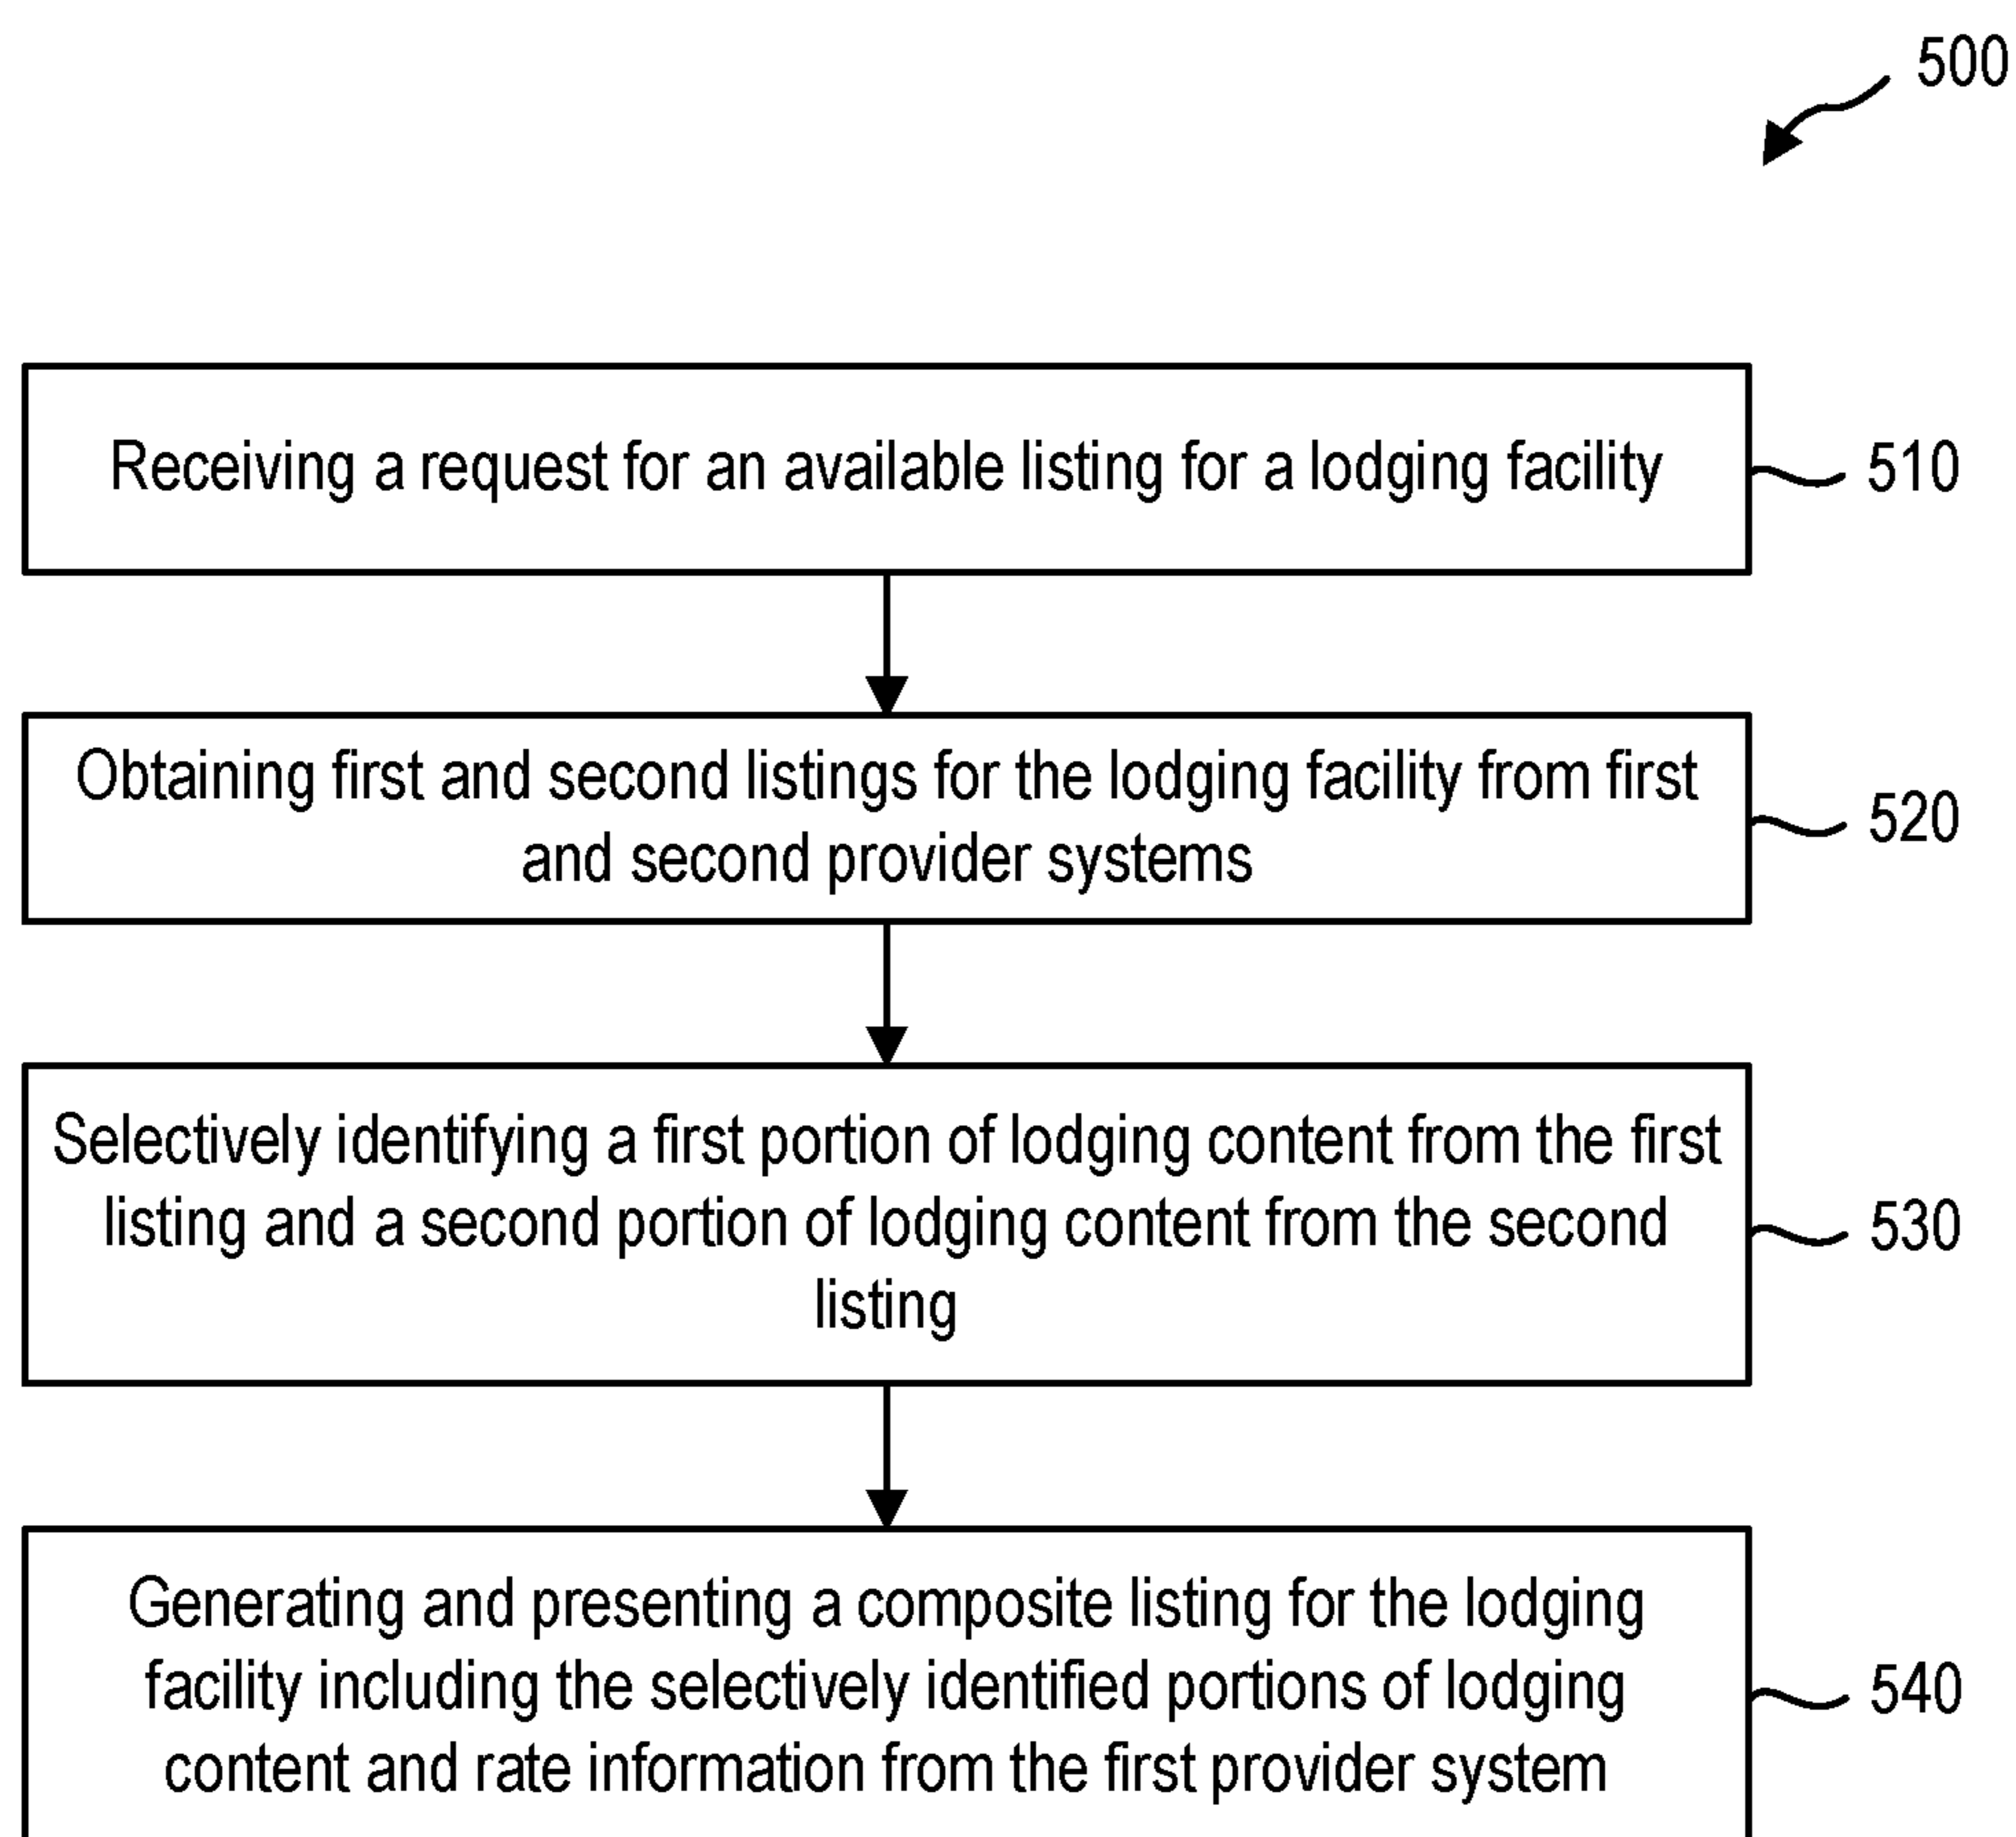 500
Receiving a request for an available listing for a lodging facility
510
Obtaining first and second listings for the lodging facility from first
and second provider systems
520
Selectively identifying a first portion of lodging content from the first
listing and a second portion of lodging content from the second
listing
530
Generating and presenting a composite listing for the lodging
facility including the selectively identified portions of lodging
content and rate information from the first provider system
540